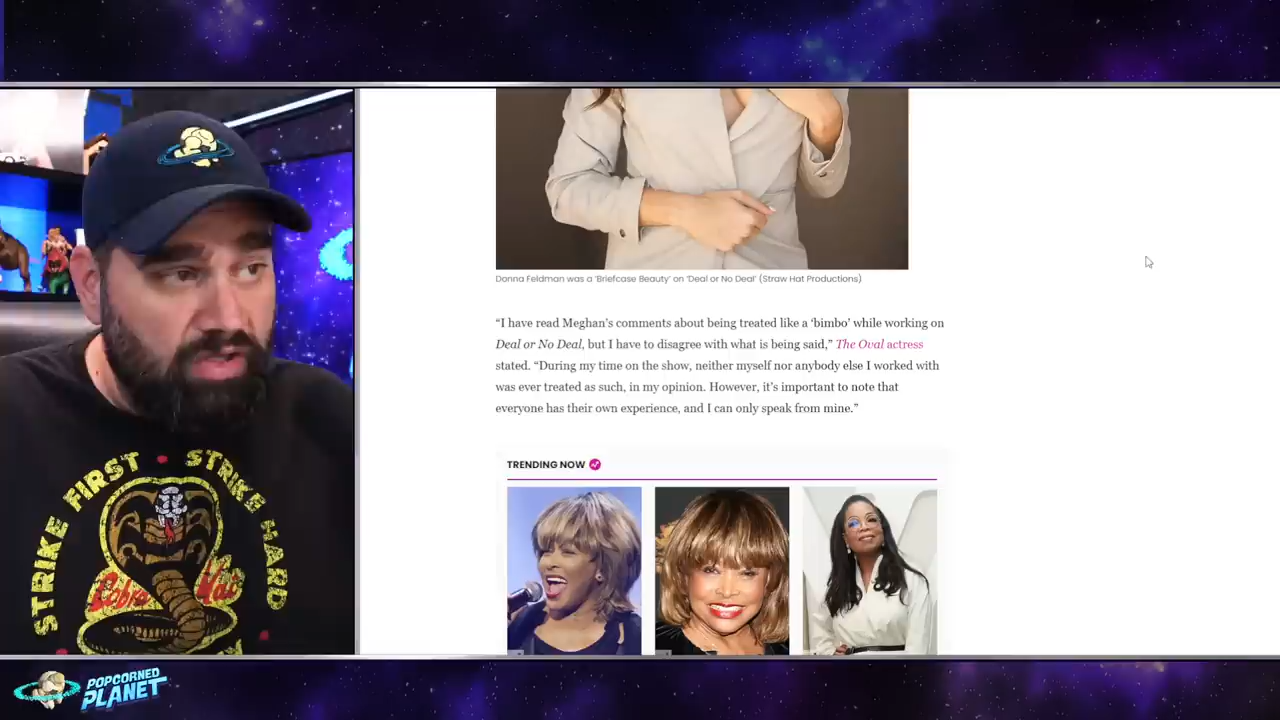 Donna Feldman was a 'Briefcase Beauty' on 'Deal or No Deal' (Straw Hat Productions)
“I have read Meghan’s comments about being treated like a ‘bimbo’ while working on
Deal or No Deal, but I have to disagree with what is being said,” The Oval actress
stated. “During my time on the show, neither myself nor anybody else I worked with
was ever treated as such, in my opinion. However, it’s important to note that
everyone has their own experience, and I can only speak from mine.”
TRENDING NOW
STRIKE FIRST • STRIKE HARD
Cobra Kai
POPCORNED
PLANET